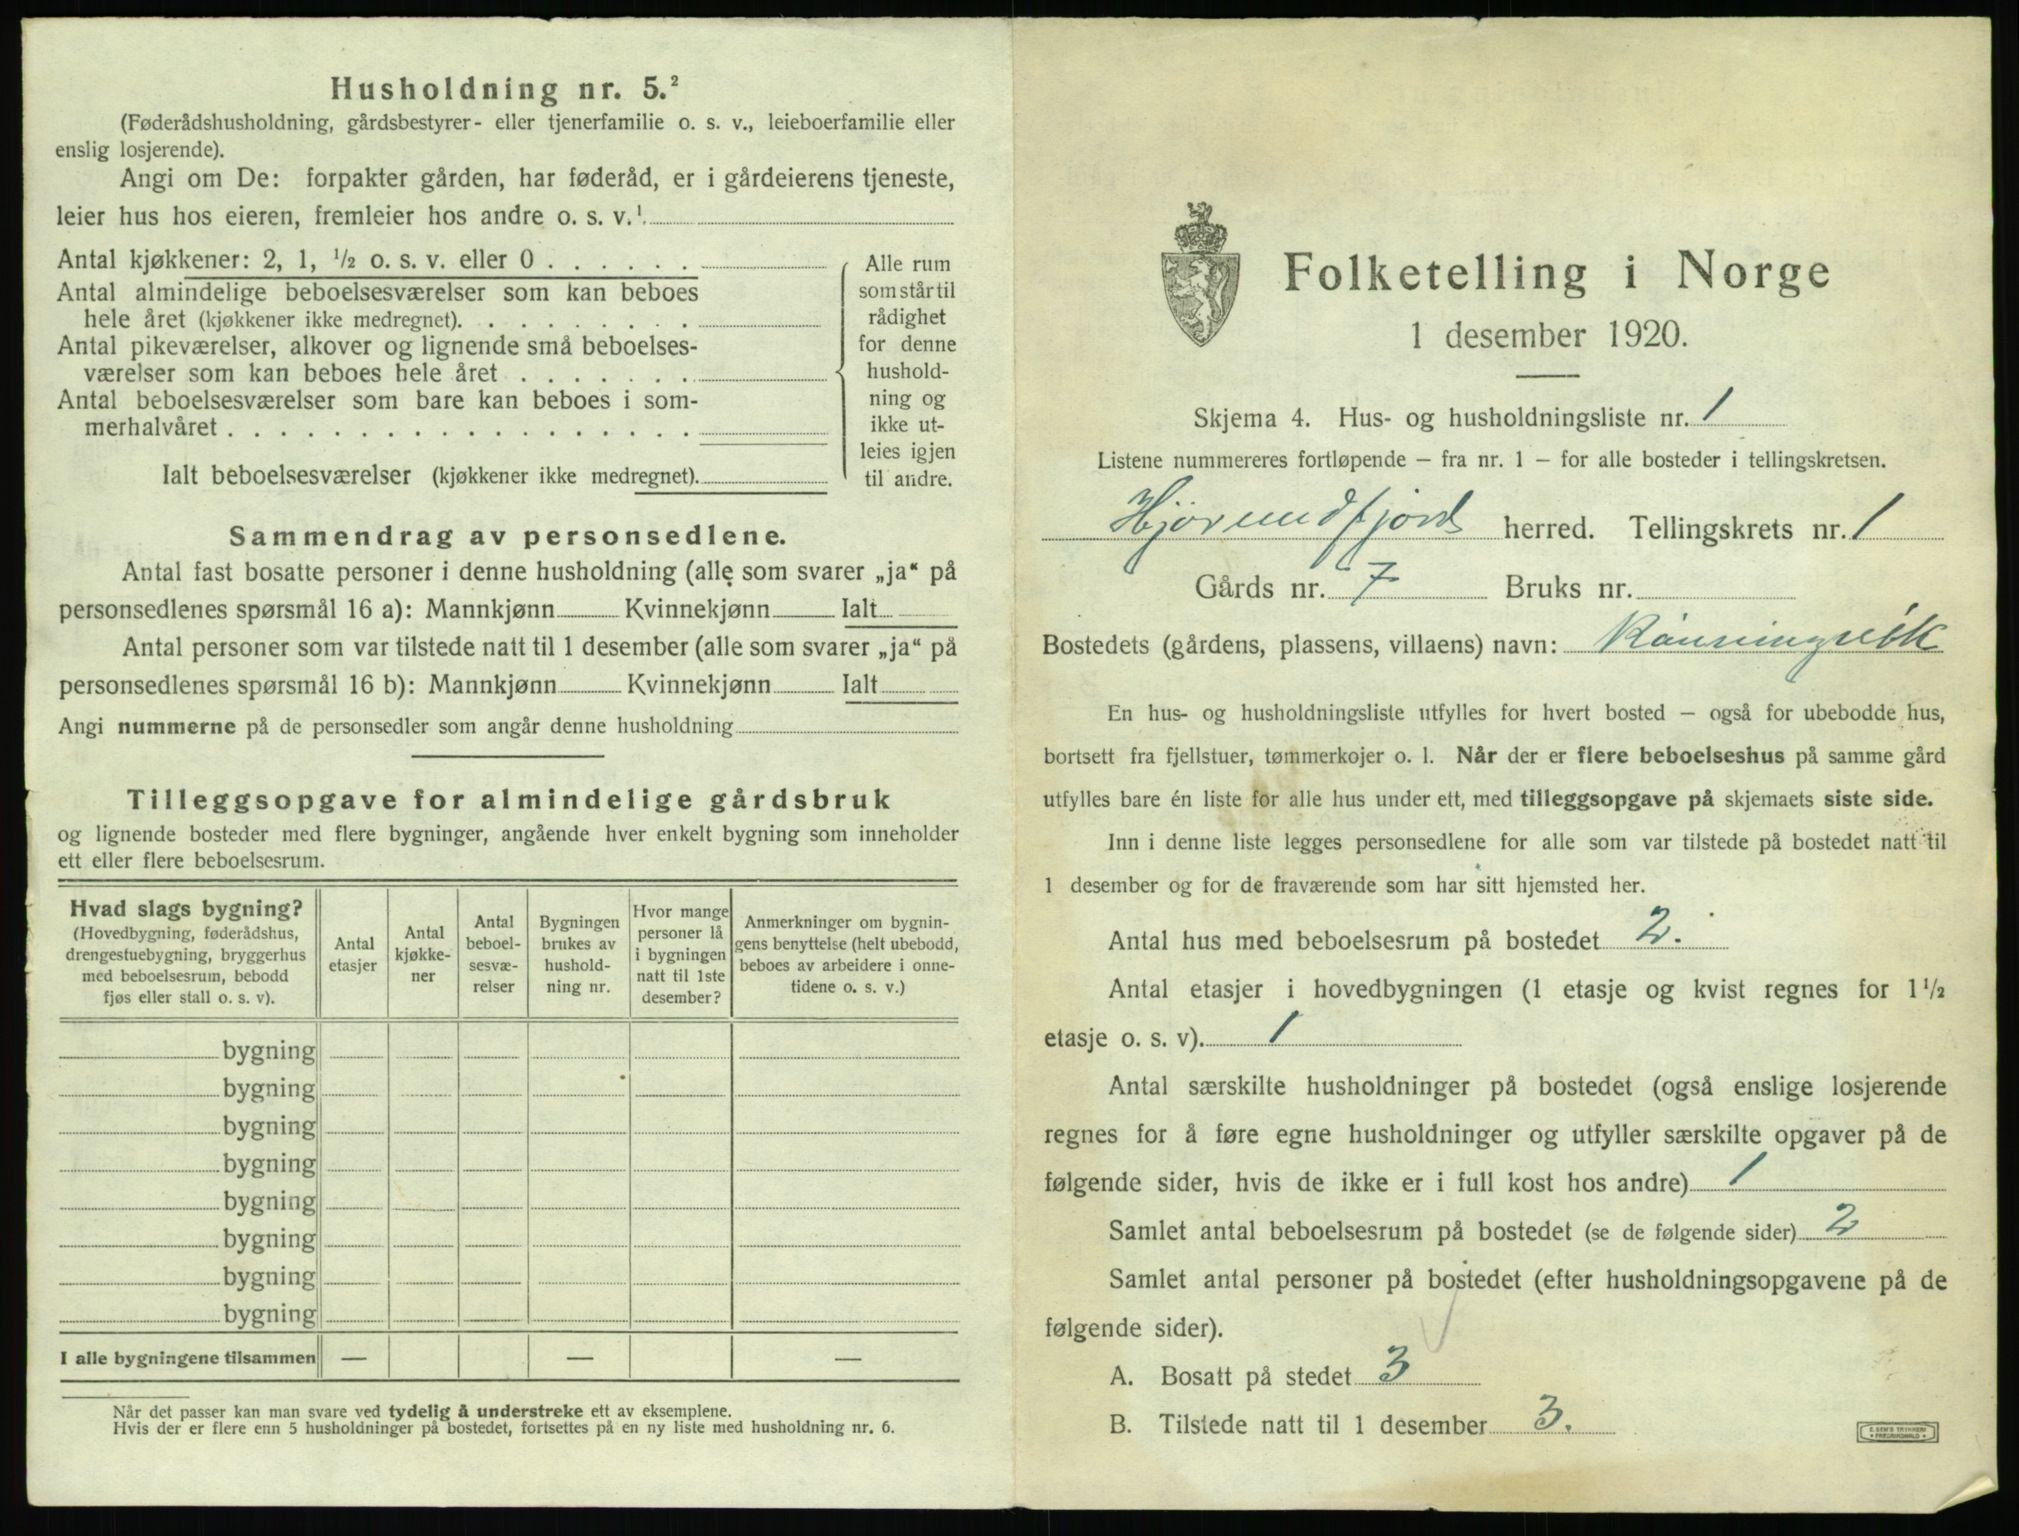 Husholdning nr. 5.²
(Føderådshusholdning, gårdsbestyrer- eller tjenerfamilie o. s. v., leieboerfamilie eller
enslig losjerende).
Angi om De: forpakter gården, har føderåd, er i gårdeierens tjeneste,
leier hus hos eieren, fremleier hos andre o. s. v.¹
Antal kjøkkener: 2, 1, ½ o. s. v. eller 0 . . . . . .
Antal almindelige beboelsesværelser som kan beboes
hele året (kjøkkener ikke medregnet). . . . . . . . .
Antal pikeværelser, alkover og lignende små beboelses-
værelser som kan beboes hele året . . . . . . .
Antal beboelsesværelser som bare kan beboes i som-
merhalvåret . . . . . . . . . . . . . . . . . .
Ialt beboelsesværelser (kjøkkener ikke medregnet).
Alle rum
som står til
rådighet
for denne
hushold-
ning og
ikke ut-
leies igjen
til andre.
Sammendrag av personsedlene.
Antal fast bosatte personer i denne husholdning (alle som svarer „ja“ på
personsedlenes spørsmål 16 a): Mannkjønn Kvinnekjønn Ialt
Antal personer som var tilstede natt til 1 desember (alle som svarer „ja“ på
personsedlenes spørsmål 16 b): Mannkjønn Kvinnekjønn Ialt
Angi nummerne på de personsedler som angår denne husholdning
Tilleggsopgave for almindelige gårdsbruk
og lignende bosteder med flere bygninger, angående hver enkelt bygning som inneholder
ett eller flere beboelsesrum.
Hvad slags bygning?
(Hovedbygning, føderådshus,
drengestuebygning, bryggerhus
med beboelsesrum, bebodd
fjøs eller stall o. s. v).
Antal
etasjer
Antal
kjøkke-
ner
Antal
beboel-
sesvæ-
relser
Bygningen
brukes av
hushold-
ning nr.
Hvor mange
personer lå
i bygningen
natt til 1ste
desember?
Anmerkninger om bygnin-
gens benyttelse (helt ubebodd,
beboes av arbeidere i onne-
tidene o. s. v.)
bygning
bygning
bygning
bygning
bygning
bygning
bygning
bygning
I alle bygningene tilsammen — — —
Når det passer kan man svare ved tydelig å understreke ett av eksemplene.
Hvis der er flere enn 5 husholdninger på bostedet, fortsettes på en ny liste med husholdning nr. 6.
Folketelling i Norge
1 desember 1920.
Skjema 4. Hus- og husholdningsliste nr. 1
Listene nummereres fortløpende – fra nr. 1 – for alle bosteder i tellingskretsen.
Hjørundfjord herred. Tellingskrets nr. 1
Gårds nr. 7 Bruks nr.
Bostedets (gårdens, plassens, villaens) navn:
En hus- og husholdningsliste utfylles for hvert bosted – også for ubebodde hus,
bortsett fra fjellstuer, tømmerkojer o. l. Når der er flere beboelseshus på samme gård
utfylles bare én liste for alle hus under ett, med tilleggsopgave på skjemaets siste side.
Inn i denne liste legges personsedlene for alle som var tilstede på bostedet natt til
1 desember og for de fraværende som har sitt hjemsted her.
Antal hus med beboelsesrum på bostedet 2.
Antal etasjer i hovedbygningen (1 etasje og kvist regnes for 1½
etasje o. s. v). 1
Antal særskilte husholdninger på bostedet (også enslige losjerende
regnes for å føre egne husholdninger og utfyller særskilte opgaver på de
følgende sider, hvis de ikke er i full kost hos andre) 1
Samlet antal beboelsesrum på bostedet (se de følgende sider) 2
Samlet antal personer på bostedet (efter husholdningsopgavene på de
følgende sider).
A. Bosatt på stedet 3
B. Tilstede natt til 1 desember 3.
E. SEM'S TRYKKERI
FREDRIKSHALD